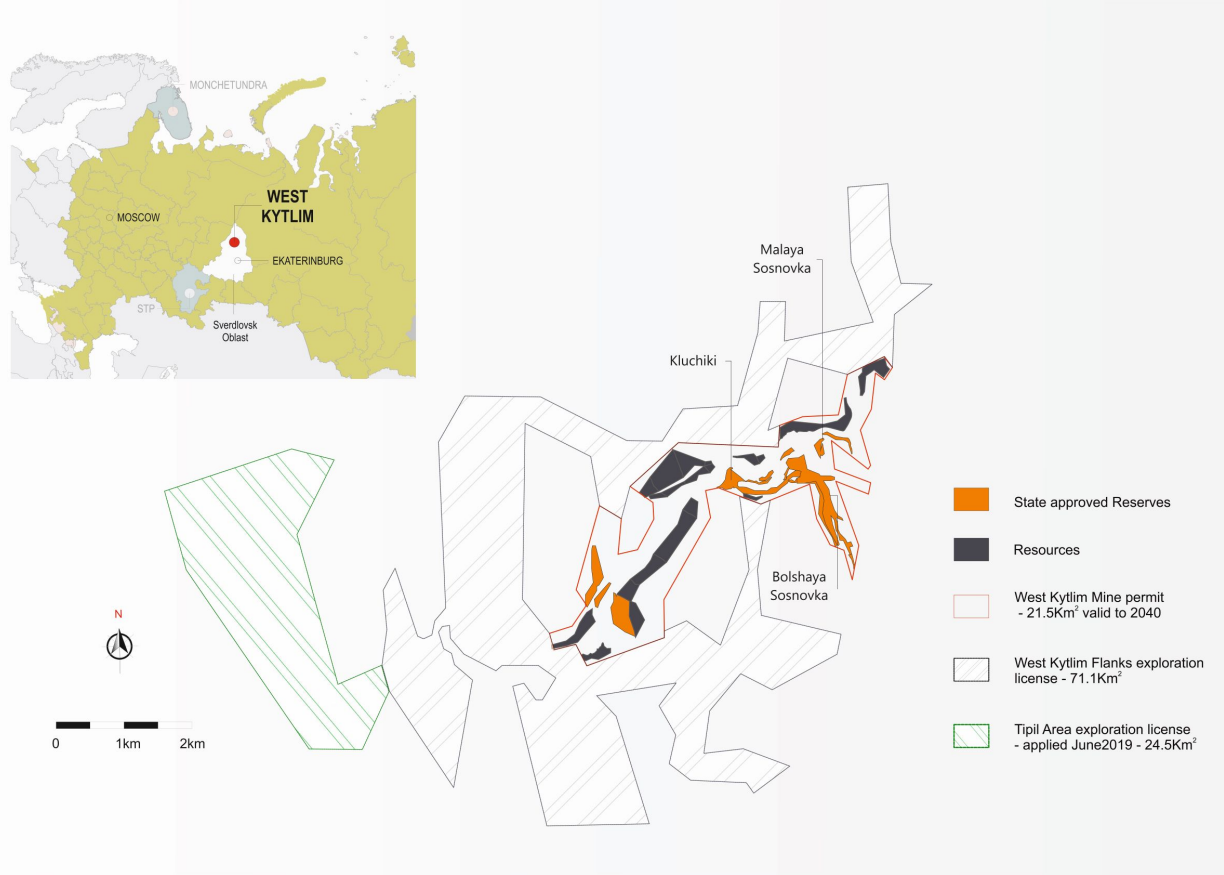 MONCHETUNDRA
WEST
KYTLIM
MOSCOW
EKATERINBURG
STP
Sverdlovsk
Oblast
Malaya
Sosnovka
Kluchiki
Bolshaya
Sosnovka
N
0 1km 2km
State approved Reserves
Resources
West Kytlim Mine permit
- 21.5Km² valid to 2040
West Kytlim Flanks exploration
license - 71.1Km²
Tipil Area exploration license
- applied June2019 - 24.5Km²